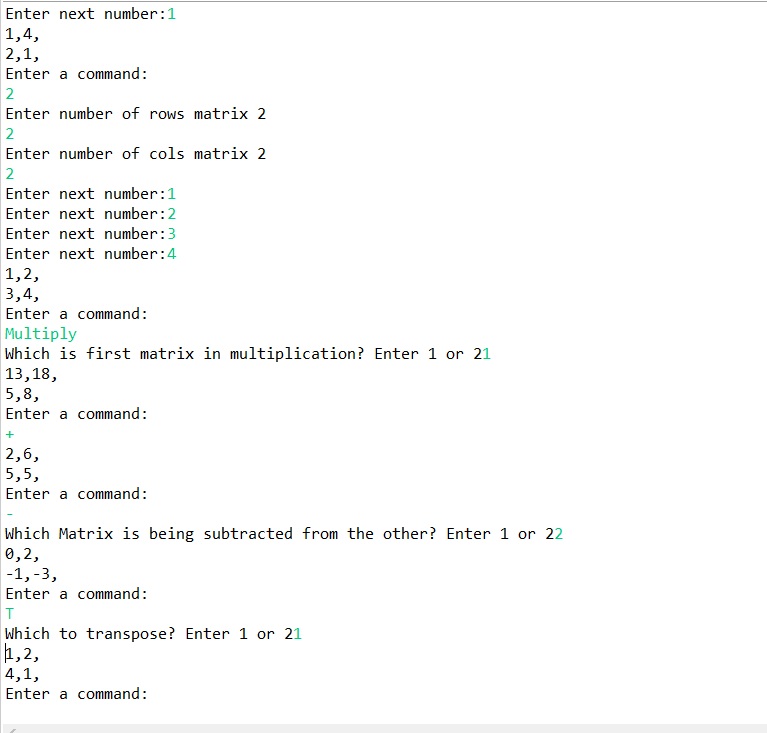 Enter next number:1
1,4,
2,1,
Enter a command:
2
Enter number of rows matrix 2
2
Enter number of cols matrix 2
2
Enter next number:1
Enter next number:2
Enter next number:3
Enter next number:4
1,2,
3,4,
Enter a command:
Multiply
Which is first matrix in multiplication? Enter 1 or 21
13,18,
5,8,
Enter a command:
+
2,6,
5,5,
Enter a command:
-
Which Matrix is being subtracted from the other? Enter 1 or 22
0,2,
-1,-3,
Enter a command:
T
Which to transpose? Enter 1 or 21
1,2,
4,1,
Enter a command: